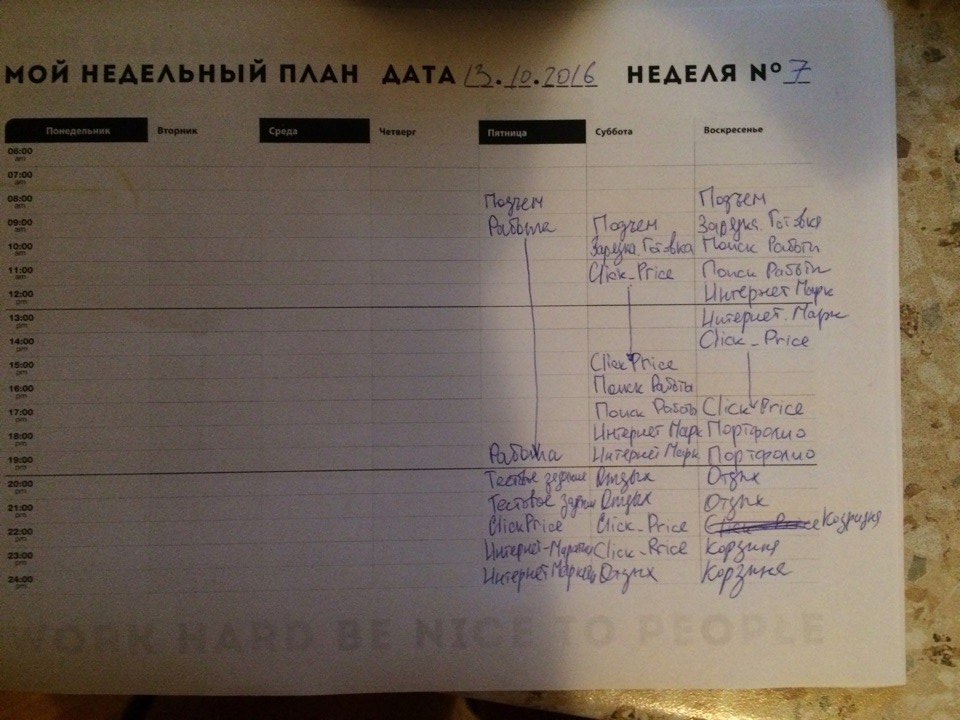 МОЙ НЕДЕЛЬНЫЙ ПЛАН ДАТА 13.10.2016 НЕДЕЛЯ № 7
Понедельник Вторник Среда Четверг Пятница Суббота Воскресенье
06:00
am
07:00
am
08:00 Подъем Подъем
am
09:00 Работа Подъем Зарядка Готовка
am
10:00 Зарядка Готовка Поиск Работы
am
11:00 Click-Price Поиск Работы
am
12:00 Интернет Марк
pm
13:00 Интернет. Марк
pm
14:00 Click-Price
pm
15:00 Click Price
pm
16:00 Поиск Работы
pm
17:00 Поиск Работы Click Price
pm
18:00 Интернет Марк Портфолио
pm
19:00 Работа Интернет Марк Портфолио
pm
20:00 Тестовое задание Отдых Отдых
pm
21:00 Тестовое задание Отдых Отдых
pm
22:00 Click Price Click-Price Click Price
pm
23:00 Click-Price Корзина
pm
24:00 Интернет Отдых Корзина
pm
WORK HARD BE NICE TO PEOPLE